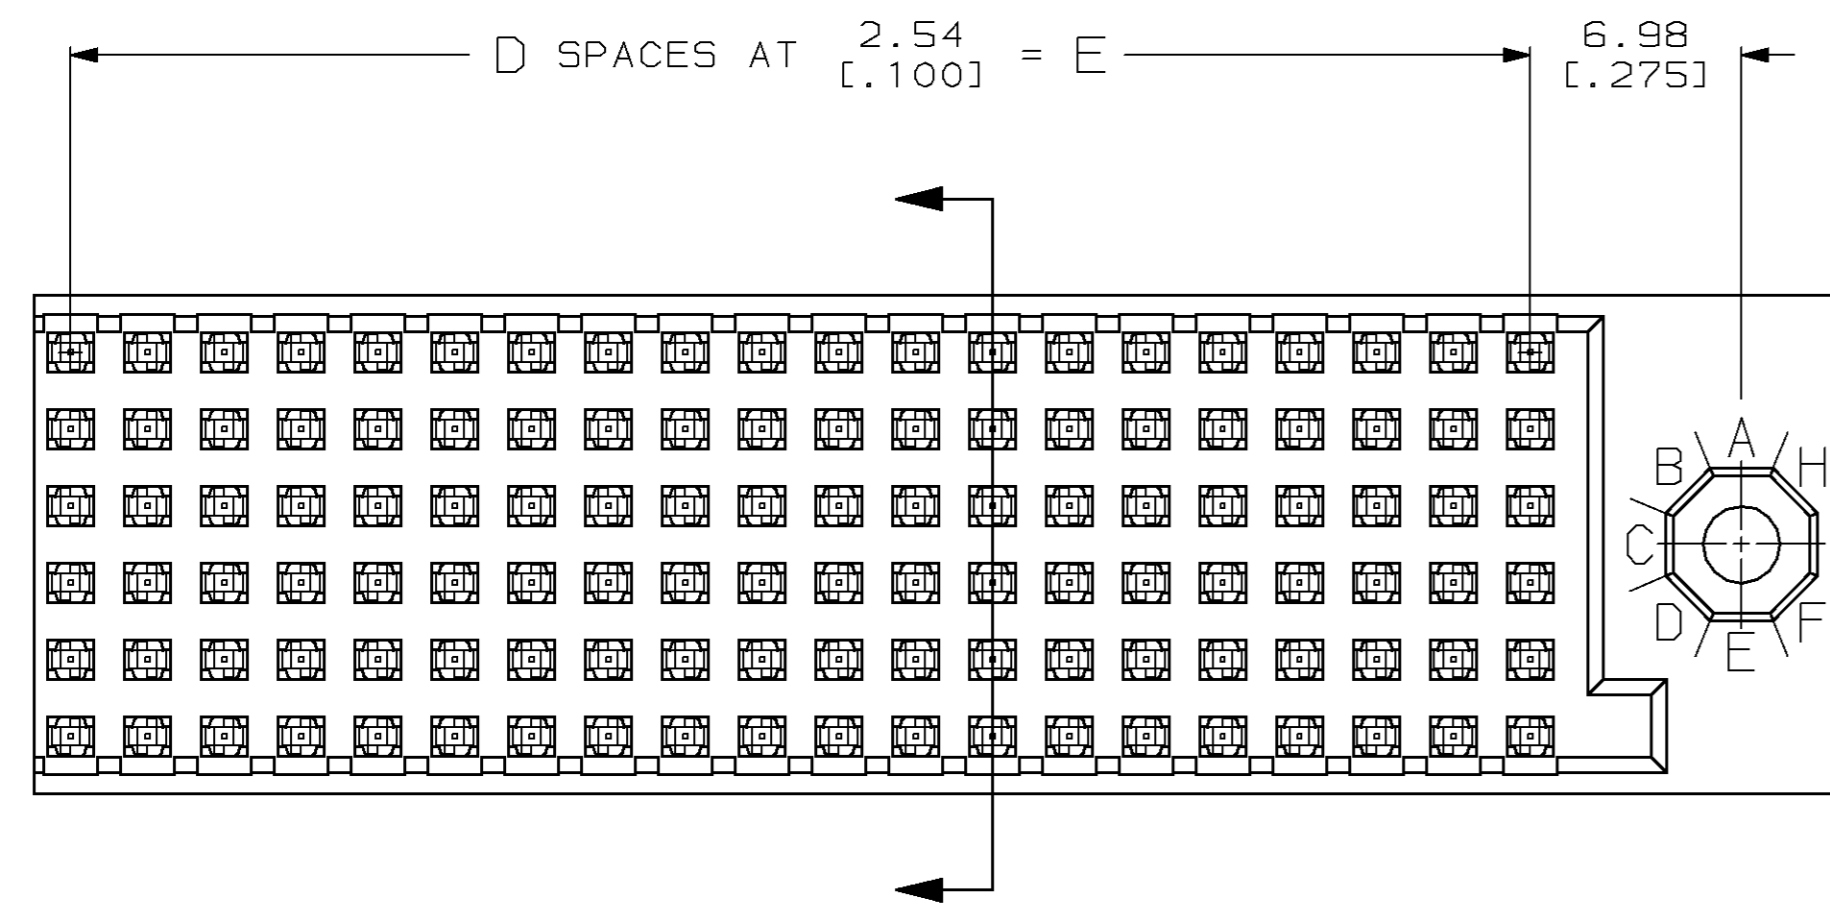 D SPACES AT 2.54 [.100] = E
6.98
[.275]
A
B H
C
D F
E